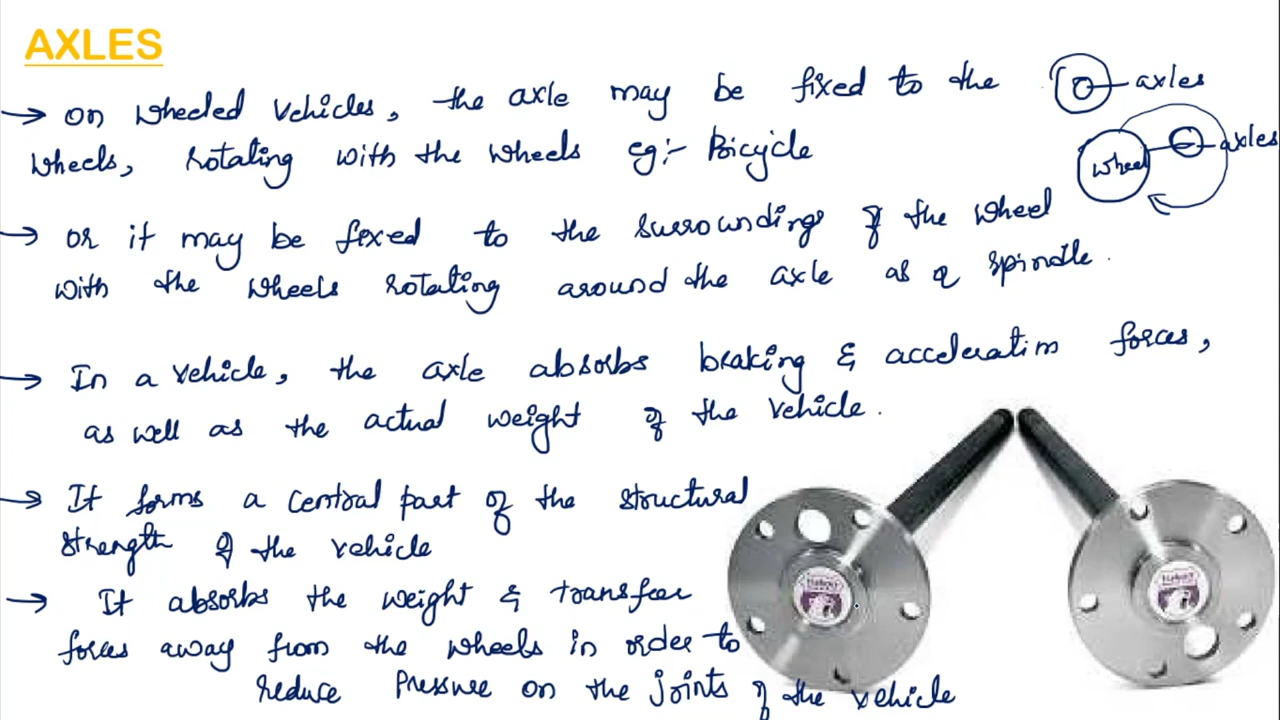 AXLES
→ on wheeled vehicles, the axle may be fixed to the
wheels, rotating with the wheels eg:- Bicycle
axles
wheel
axles
→ or it may be fixed to the surroundings of the wheel
with the wheels rotating around the axle as a spindle.
→ In a vehicle, the axle absorbs braking & acceleration forces,
as well as the actual weight of the vehicle.
→ It forms a central part of the structural
strength of the vehicle
→ It absorbs the weight & transfer
forces away from the wheels in order to
reduce pressure on the joints of the vehicle